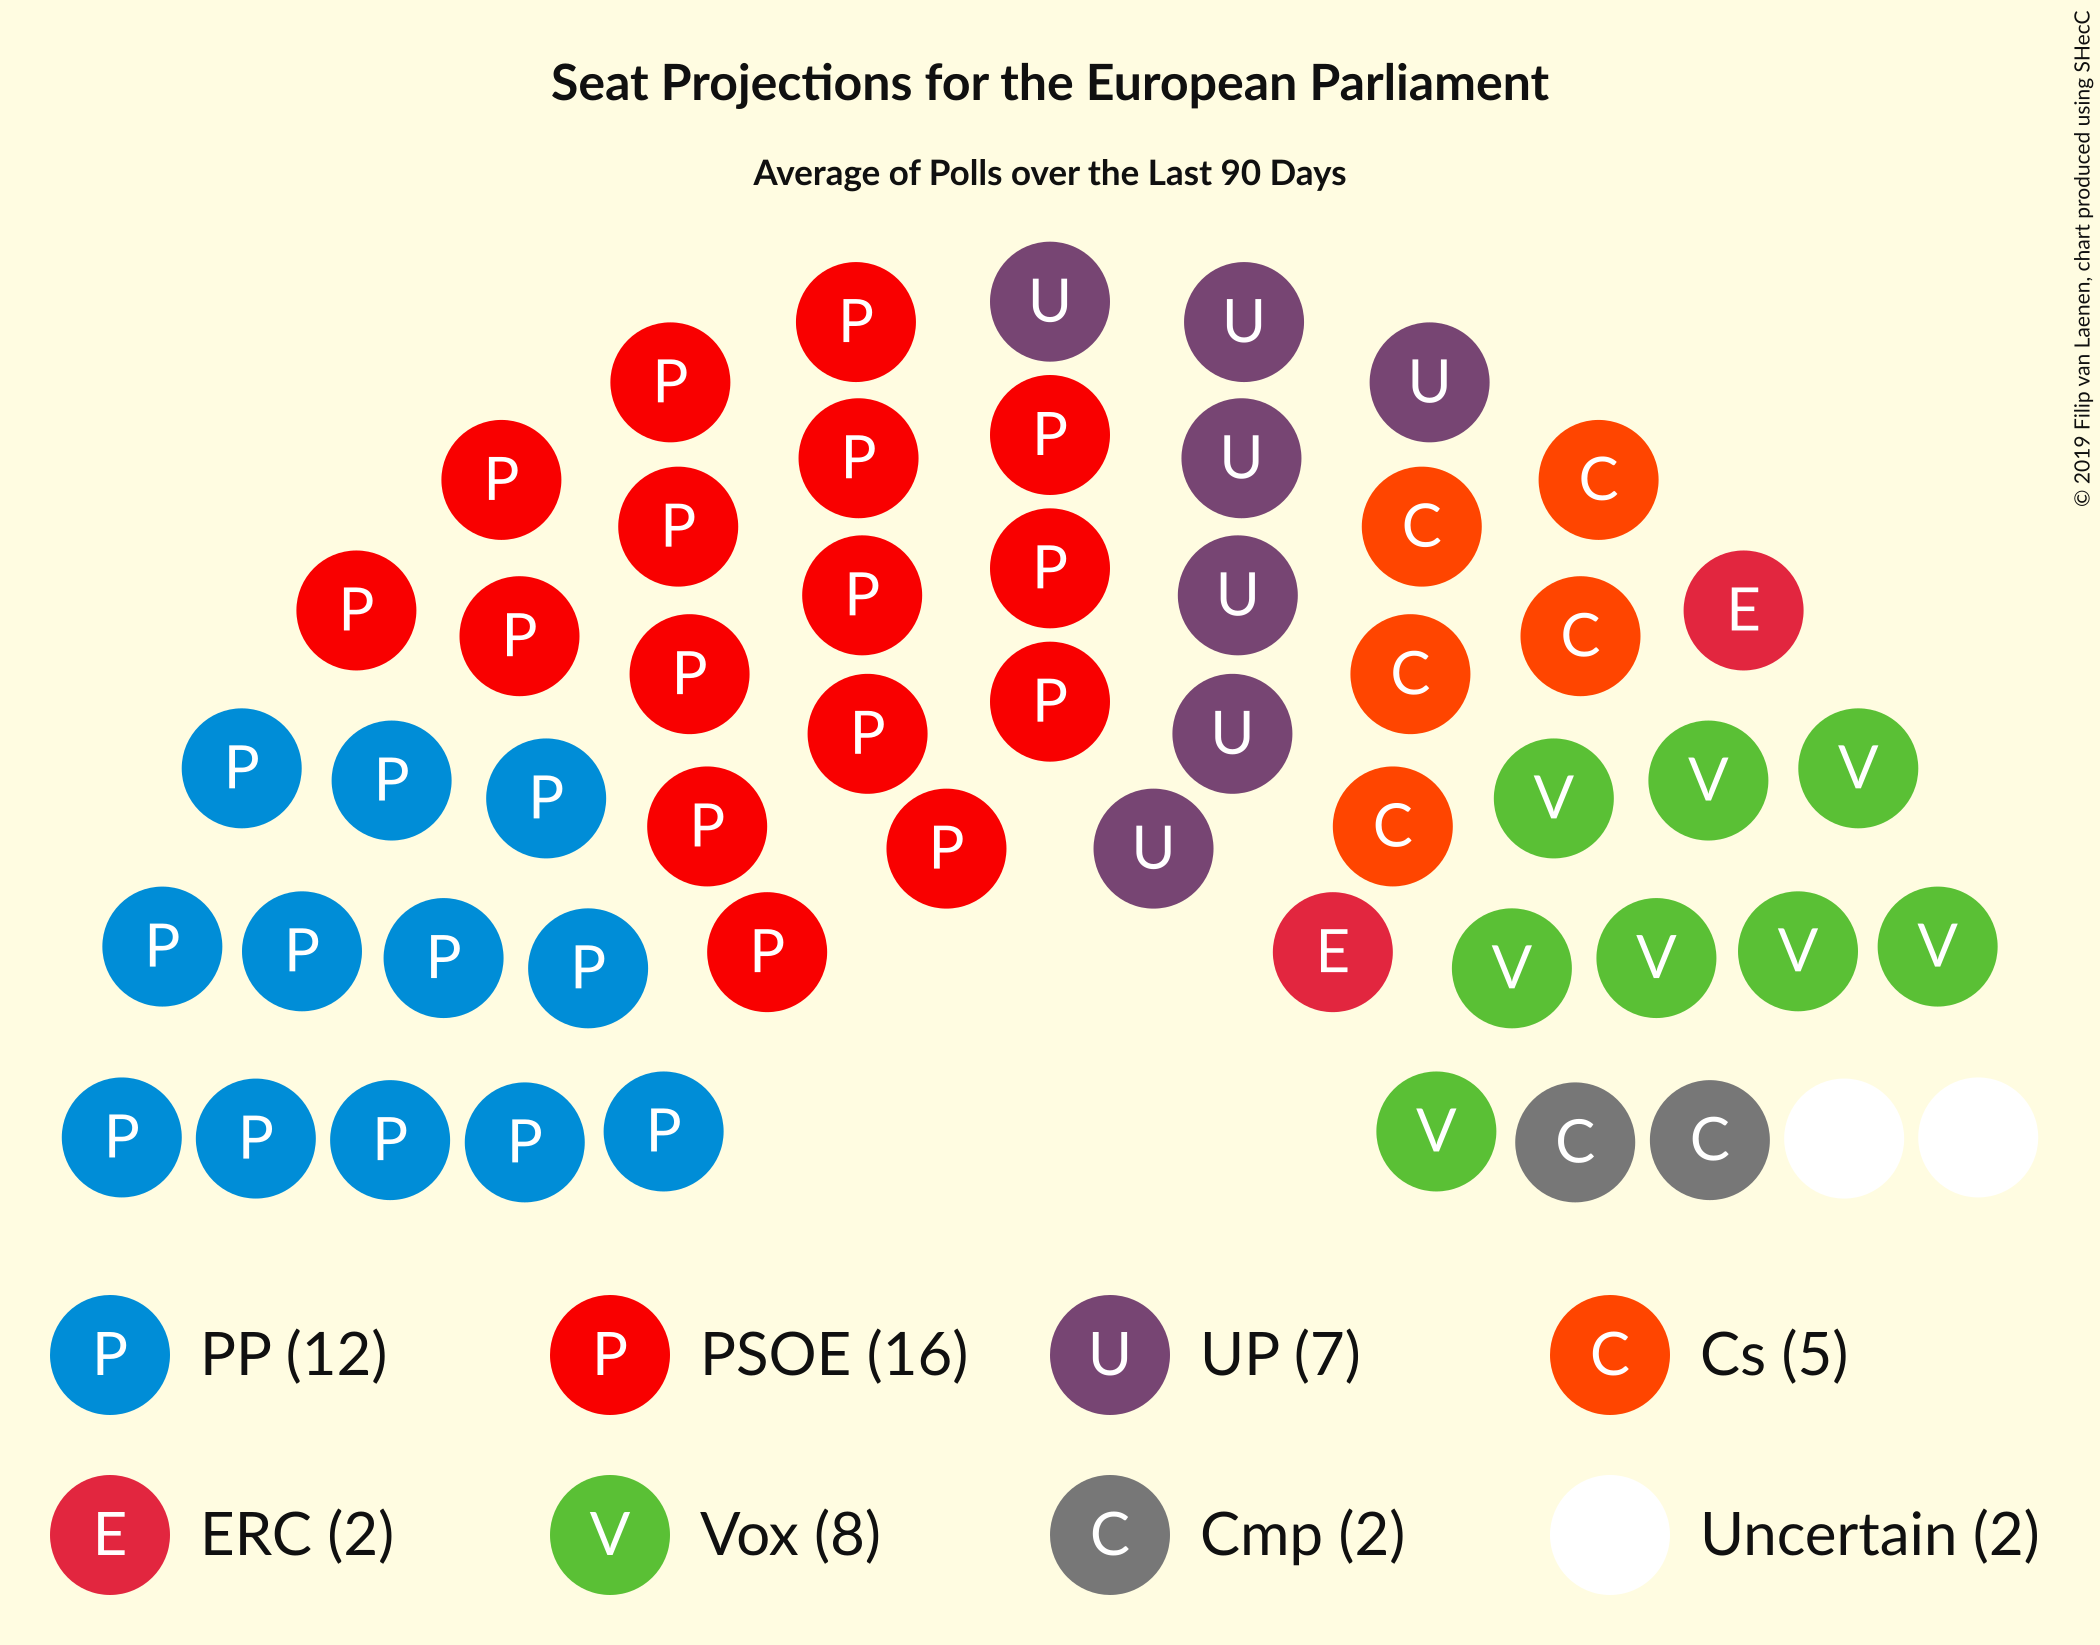 Seat Projections for the European Parliament
Average of Polls over the Last 90 Days
© 2019 Filip van Laenen, chart produced using SHecC
U
P U
P U
P
P P
P U
P C
P C
P
P U
P E
P C
P
P C
P
P U
P V
P V
P V
P C
P U
P V
P V
P E
P V
P V
P V
P C
P C
P
P
P PP (12)
P PSOE (16)
U UP (7)
C Cs (5)
E ERC (2)
V Vox (8)
C Cmp (2)
Uncertain (2)